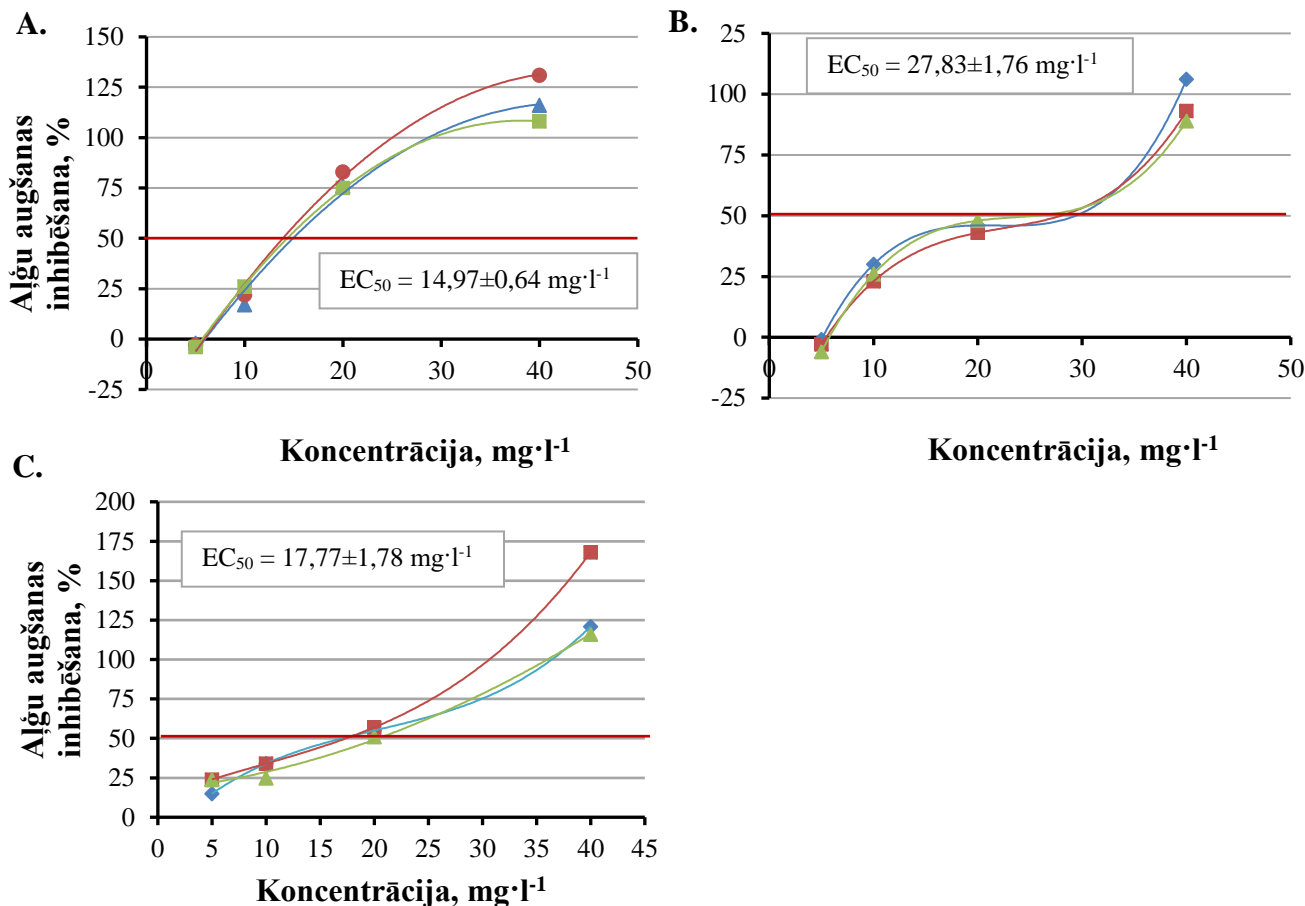 A.
Aļģu augšanas
inhibēšana, %
150
125
100
75
50
25
0
-25
0 10 20 30 40 50
EC50 = 14,97±0,64 mg·l-1
Koncentrācija, mg·l-1
B.
25
100
75
50
25
0
-25
0 10 20 30 40 50
EC50 = 27,83±1,76 mg·l-1
Koncentrācija, mg·l-1
C.
Aļģu augšanas
inhibēšana, %
200
175
150
125
100
75
50
25
0
0 5 10 15 20 25 30 35 40 45
EC50 = 17,77±1,78 mg·l-1
Koncentrācija, mg·l-1